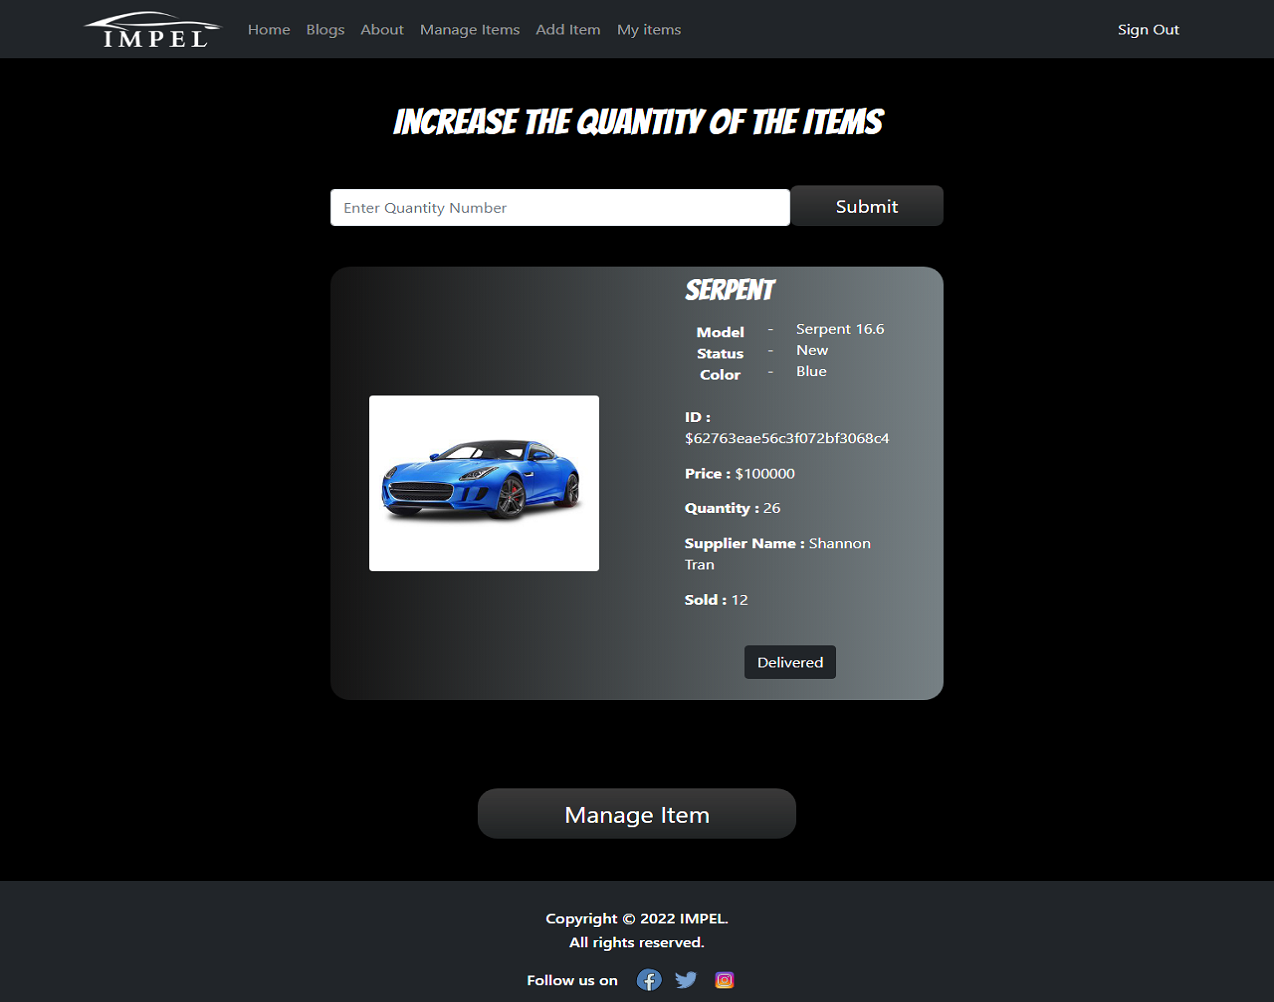 IMPEL
Home Blogs About Manage Items Add Item My items Sign Out
INCREASE THE QUANTITY OF THE ITEMS
Enter Quantity Number
Submit
SERPENT
Model - Serpent 16.6
Status - New
Color - Blue
ID :
$62763eae56c3f072bf3068c4
Price : $100000
Quantity : 26
Supplier Name : Shannon
Tran
Sold : 12
Delivered
Manage Item
Copyright © 2022 IMPEL.
All rights reserved.
Follow us on